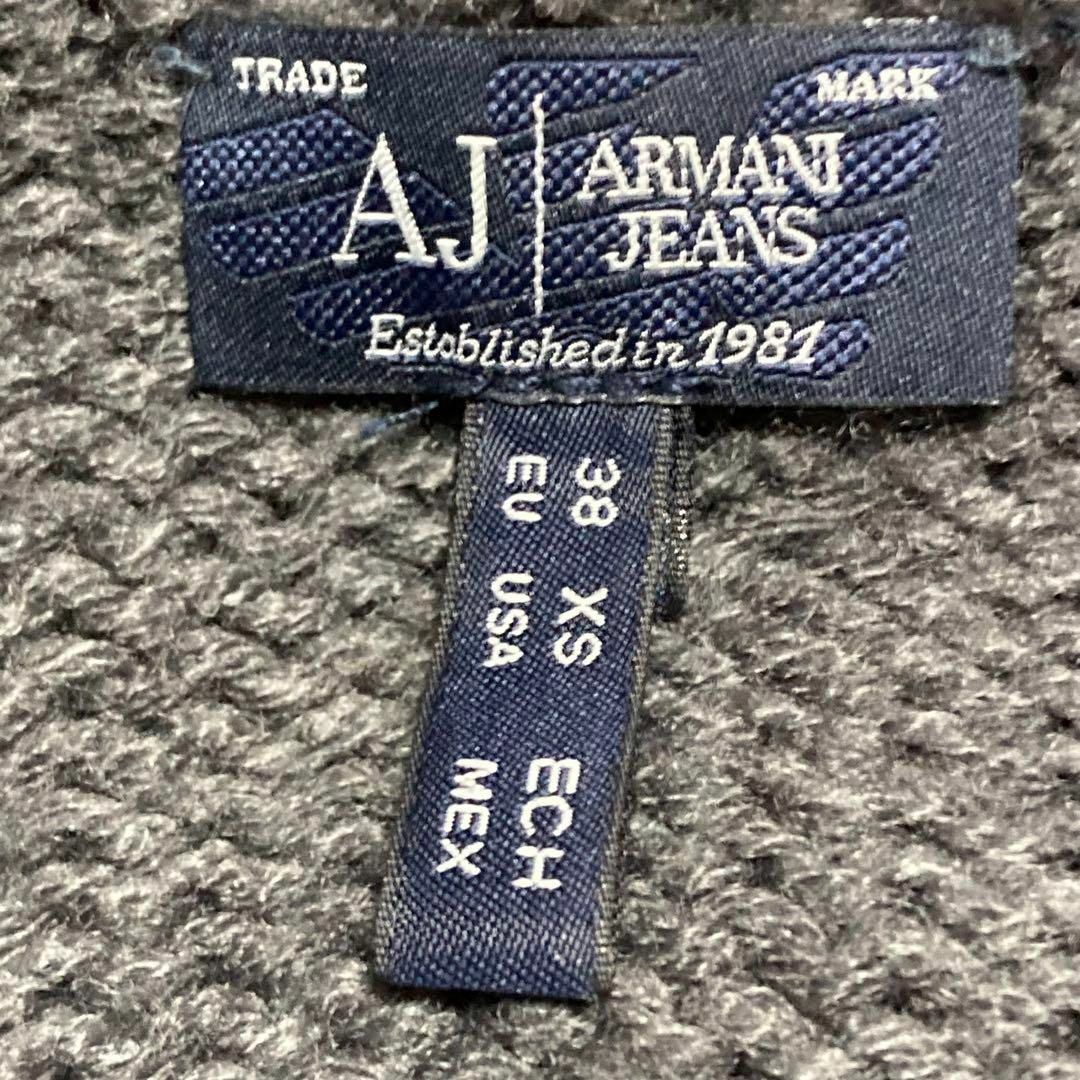 TRADE MARK
AJ ARMANI JEANS
Established in 1981
38 XS ECH
EU USA MEX